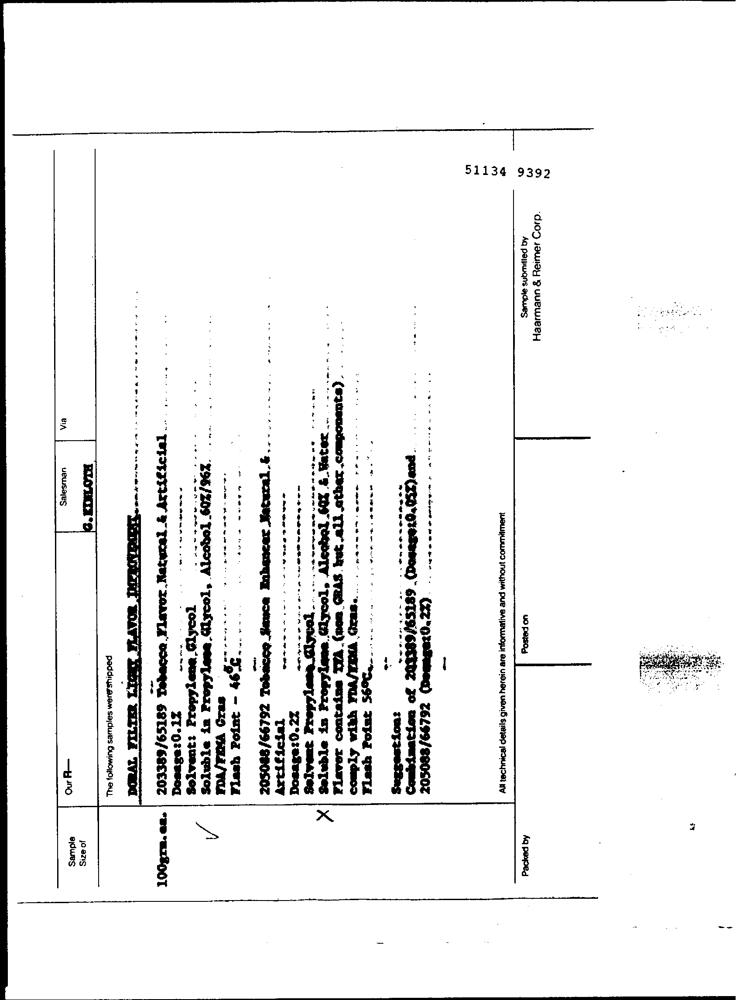 51134 9392
Sample
Size of
Our R—
Salesman
Via
G. KIELOTH
The following samples were shipped
DORAL FILTER LIGHT FLAVOR IMPROVEMENT
100grm.ea.
203389/65189 Tobacco Flavor Natural & Artificial
Dosage:0.1%
Solvent: Propylene Glycol
Soluble in Propylene Glycol, Alcohol 60%/96%
FDA/FEMA Gras
Flash Point - 46°C
205088/66792 Tobacco Sauce Enhancer Natural &
Artificial
Dosage:0.2%
Solvent Propylene Glycol
Soluble in Propylene Glycol, Alcohol 60% & Water
Flavor contains TYA (non GRAS but all other components)
comply with FDA/FEMA Gras.
Flash Point 56°C
Suggestion:
Combination of 203389/65189 (Dosage:0.05%)and
205088/66792 (Dosage:0.2%)
All technical details given herein are informative and without commitment
Packed by
Posted on
Sample submitted by
Haarmann & Reimer Corp.